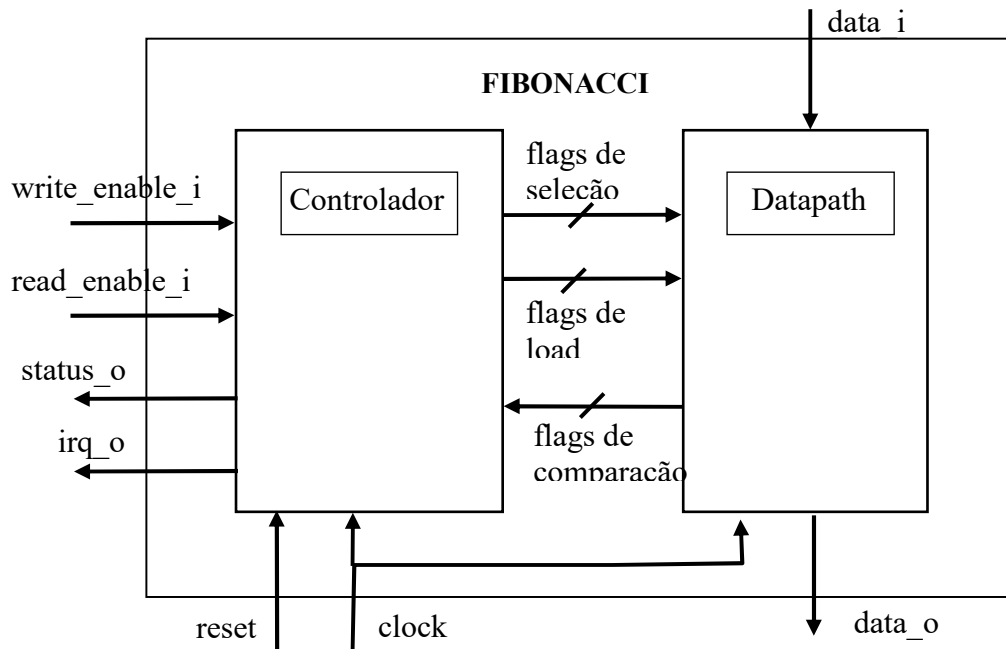 data_i
FIBONACCI
write_enable_i
read_enable_i
status_o
irq_o
Controlador
flags de
seleção
flags de
load
flags de
comparação
Datapath
reset
clock
data_o